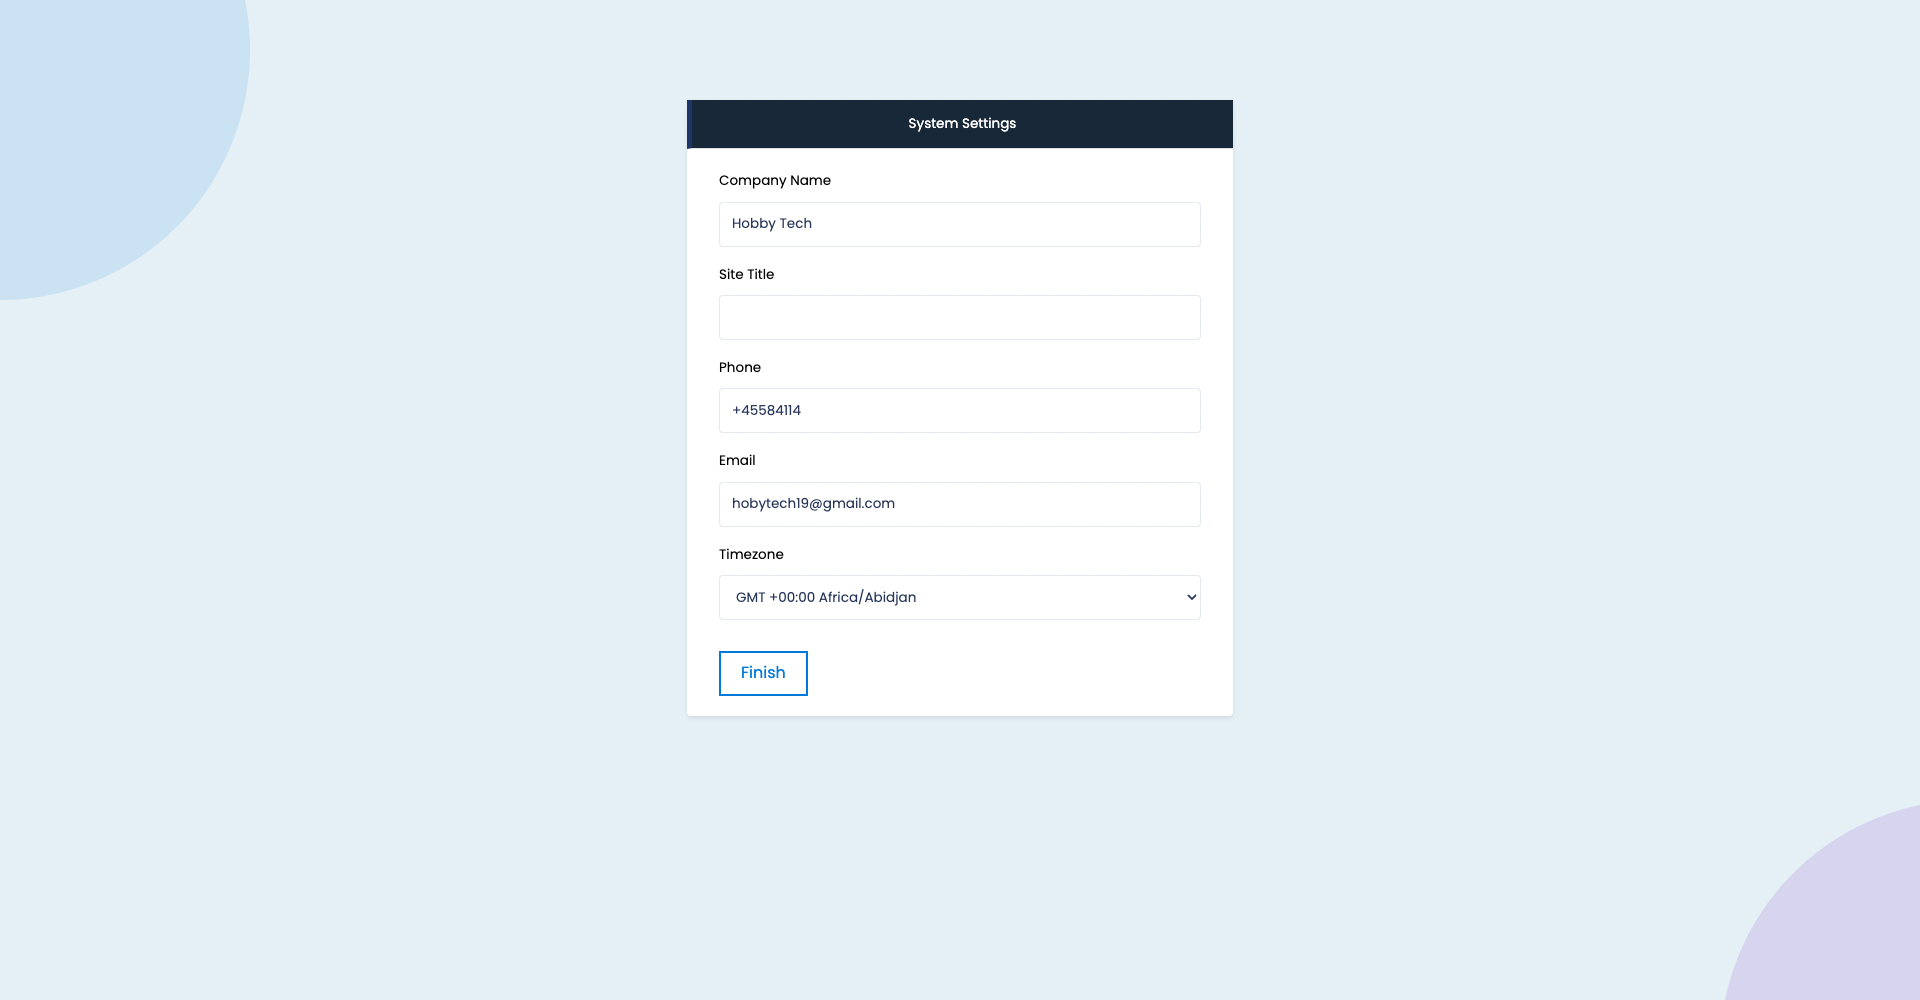 System Settings
Company Name
Hobby Tech
Site Title
Phone
+45584114
Email
hobytech19@gmail.com
Timezone
GMT +00:00 Africa/Abidjan
Finish